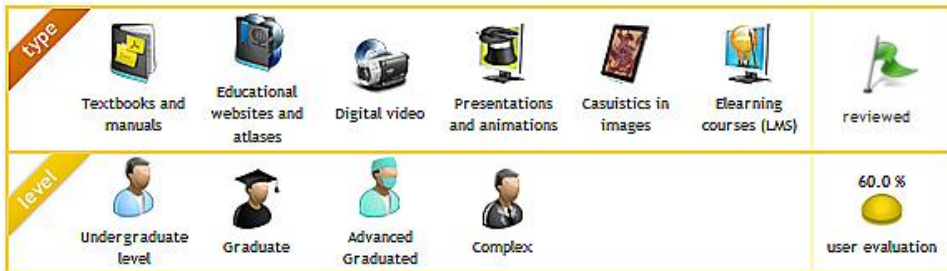 type
Textbooks and
manuals
Educational
websites and
atlases
Digital video
Presentations
and animations
Casuistics in
images
Elearning
courses (LMS)
reviewed
level
Undergraduate
level
Graduate
Advanced
Graduated
Complex
60.0 %
user evaluation